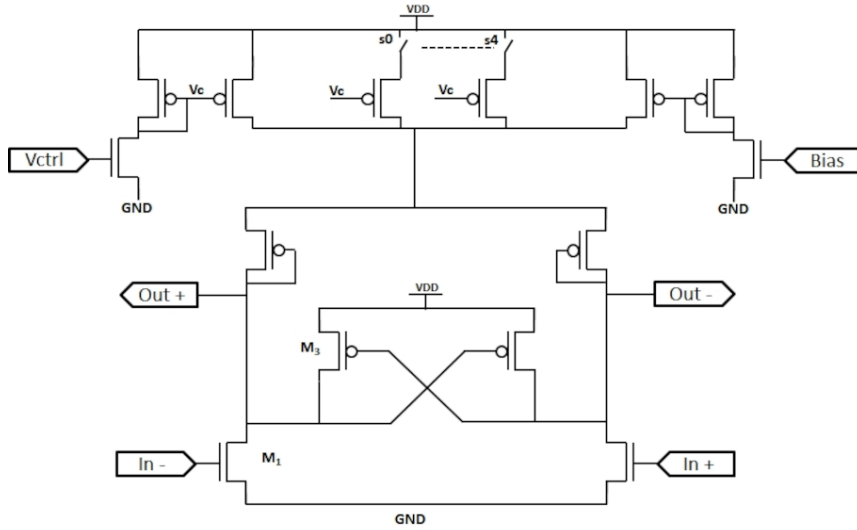 VDD
s0 s4
Vc Vc Vc
Vctrl Bias
GND GND
Out + Out -
VDD
M3
In - M1 In +
GND